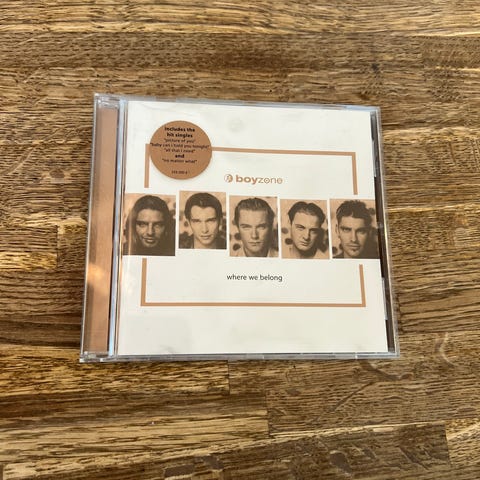 includes the
hit singles
"picture of you"
"baby can i hold you tonight"
"all that i need"
and
"no matter what"
boyzone
where we belong